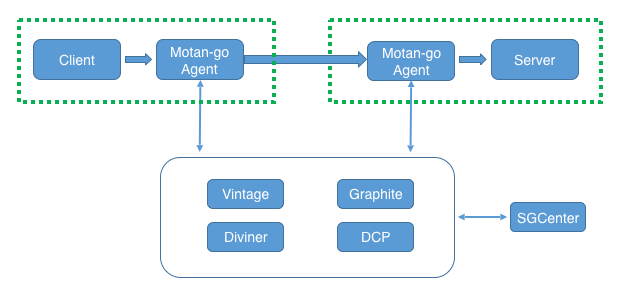 Client
Motan-go
Agent
Motan-go
Agent
Server
Vintage
Graphite
Diviner
DCP
SGCenter